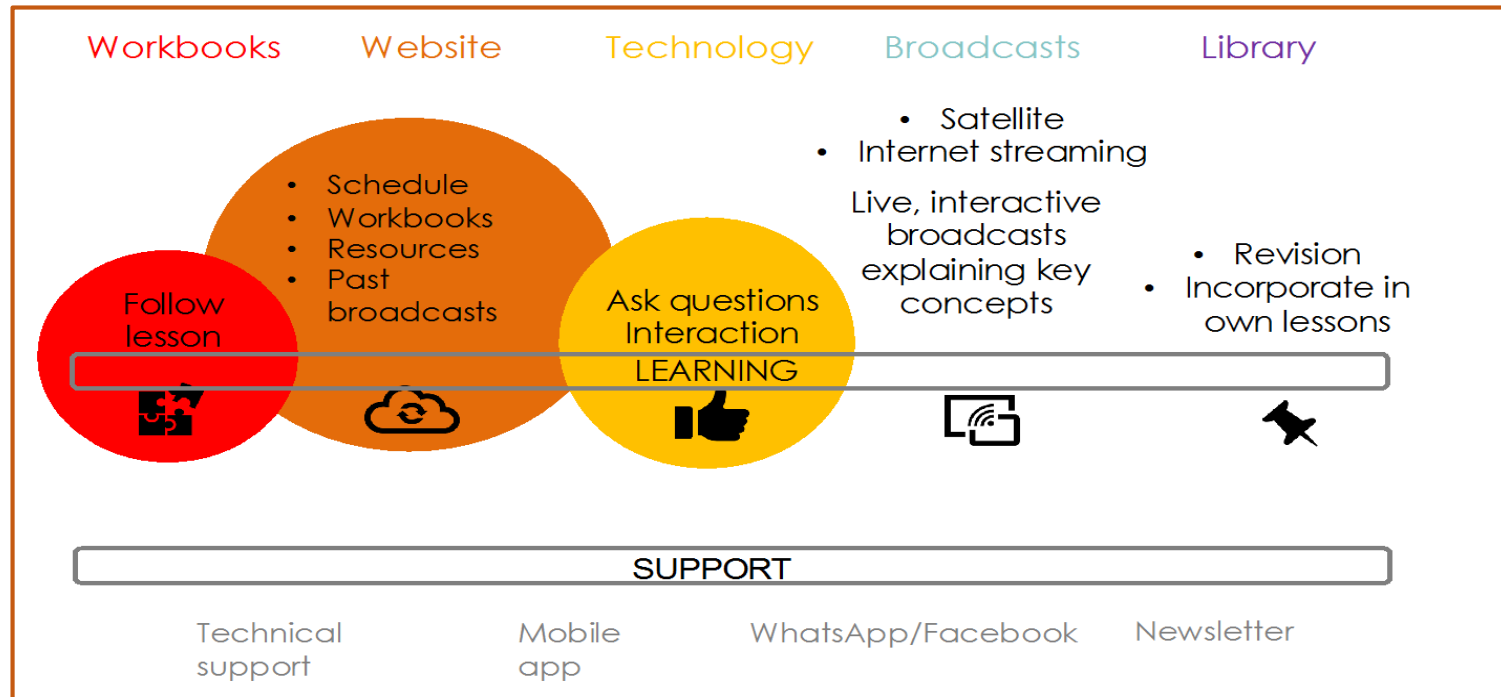 Workbooks
Website
Technology
Broadcasts
Library
Follow
lesson
• Schedule
• Workbooks
• Resources
• Past
broadcasts
Ask questions
Interaction
• Satellite
• Internet streaming
Live, interactive
broadcasts
explaining key
concepts
• Revision
• Incorporate in
own lessons
LEARNING
SUPPORT
Technical
support
Mobile
app
WhatsApp/Facebook
Newsletter